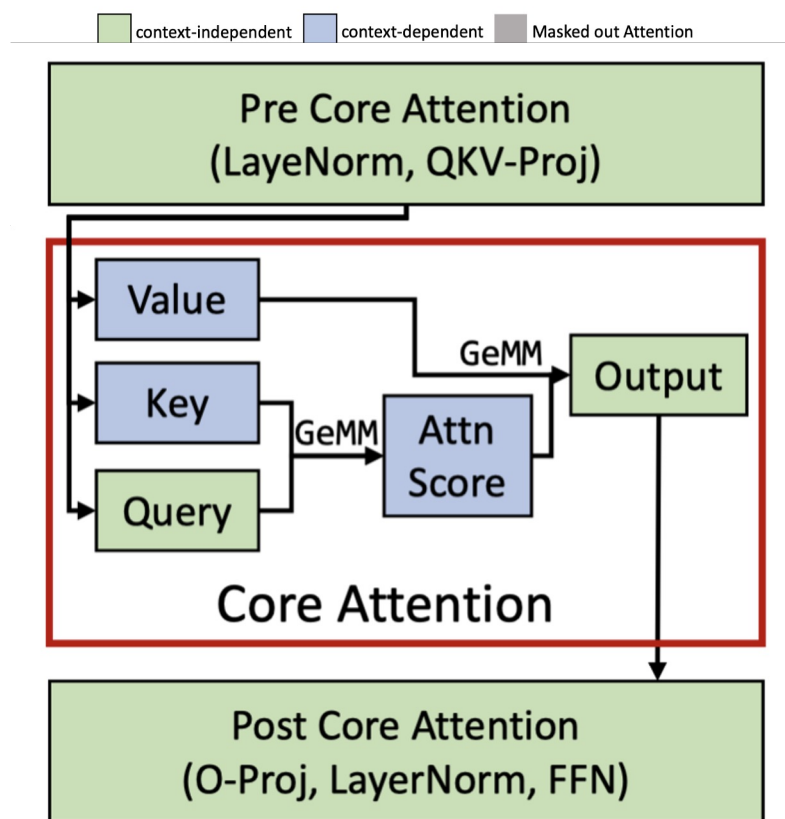 context-independent context-dependent Masked out Attention
Pre Core Attention
(LayeNorm, QKV-Proj)
Value
GeMM
Output
Key
GeMM
Attn
Score
Query
Core Attention
Post Core Attention
(O-Proj, LayerNorm, FFN)